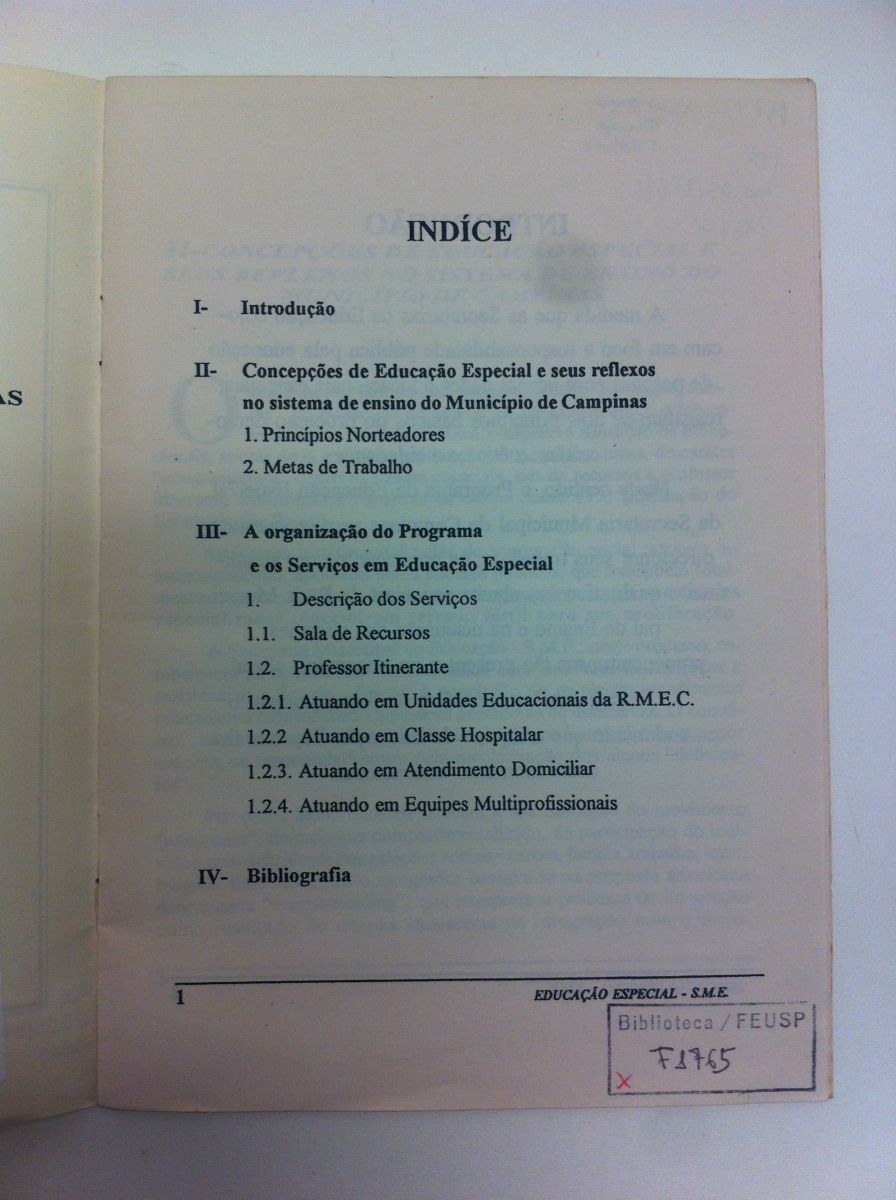 INDÍCE
I- Introdução
II- Concepções de Educação Especial e seus reflexos
no sistema de ensino do Município de Campinas
1. Princípios Norteadores
2. Metas de Trabalho
III- A organização do Programa
e os Serviços em Educação Especial
1. Descrição dos Serviços
1.1. Sala de Recursos
1.2. Professor Itinerante
1.2.1. Atuando em Unidades Educacionais da R.M.E.C.
1.2.2 Atuando em Classe Hospitalar
1.2.3. Atuando em Atendimento Domiciliar
1.2.4. Atuando em Equipes Multiprofissionais
IV- Bibliografia
1 EDUCAÇÃO ESPECIAL - S.M.E.
Biblioteca / FEUSP
F1765
X
AS